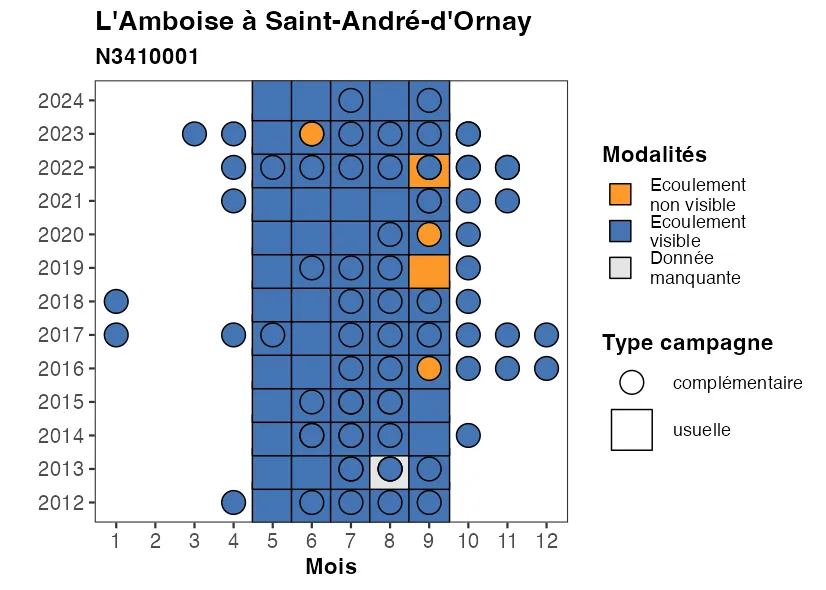 L'Amboise à Saint-André-d'Ornay
N3410001
2024
2023
2022
2021
2020
2019
2018
2017
2016
2015
2014
2013
2012
1 2 3 4 5 6 7 8 9 10 11 12
Mois
Modalités
Ecoulement
non visible
Ecoulement
visible
Donnée
manquante
Type campagne
complémentaire
usuelle